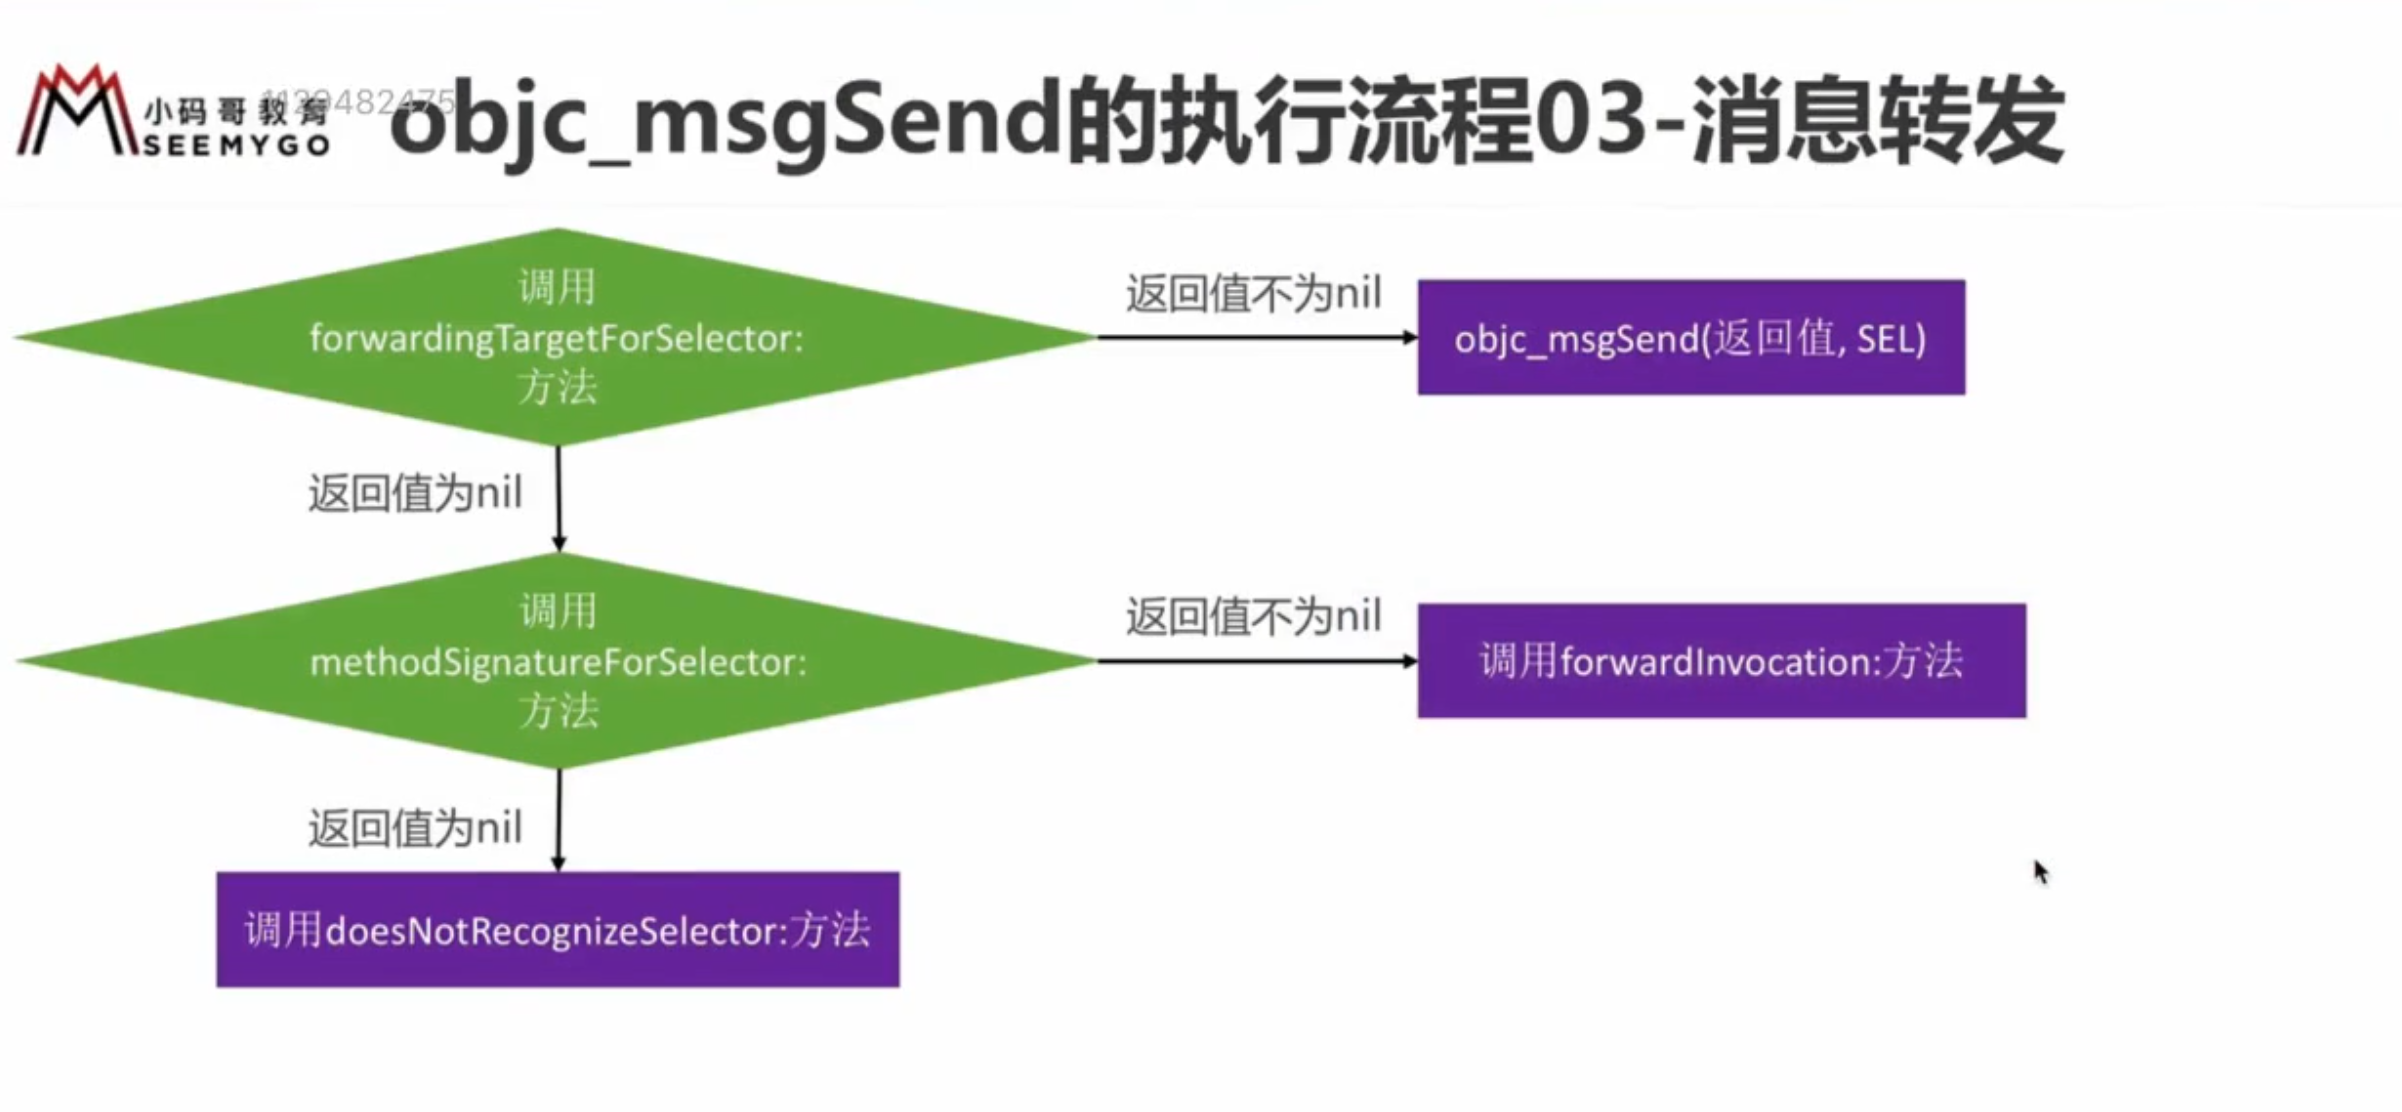 小码哥教育
SEEMYGO
1129482475
objc_msgSend的执行流程03-消息转发
调用
forwardingTargetForSelector:
方法
返回值不为nil
objc_msgSend(返回值, SEL)
返回值为nil
调用
methodSignatureForSelector:
方法
返回值不为nil
调用forwardInvocation:方法
返回值为nil
调用doesNotRecognizeSelector:方法